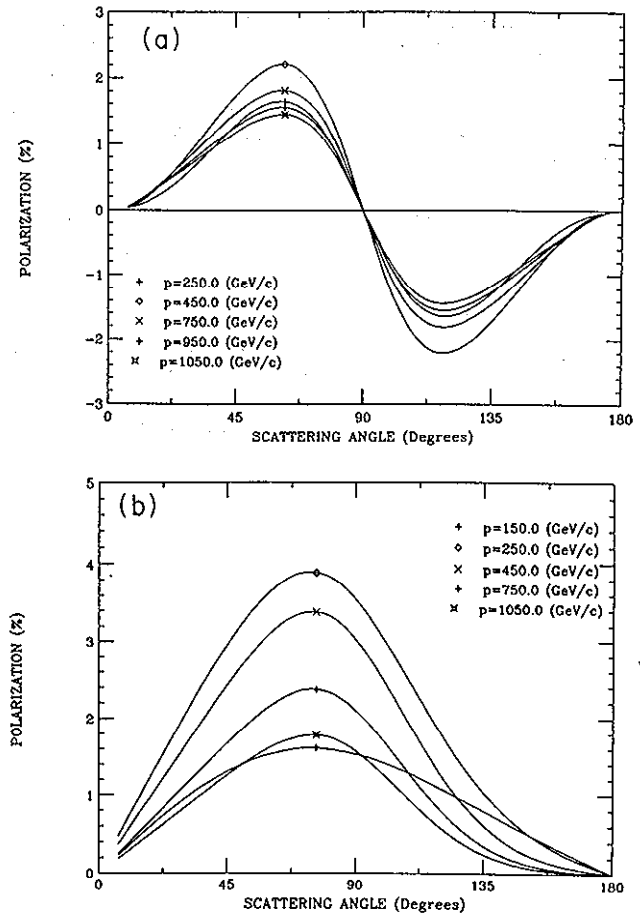 (a)
3
2
1
0
-1
-2
-3
POLARIZATION (%)
p=250.0 (GeV/c)
p=450.0 (GeV/c)
p=750.0 (GeV/c)
p=950.0 (GeV/c)
p=1050.0 (GeV/c)
0 45 90 135 180
SCATTERING ANGLE (Degrees)
(b)
5
4
3
2
1
0
POLARIZATION (%)
p=150.0 (GeV/c)
p=250.0 (GeV/c)
p=450.0 (GeV/c)
p=750.0 (GeV/c)
p=1050.0 (GeV/c)
0 45 90 135 180
SCATTERING ANGLE (Degrees)